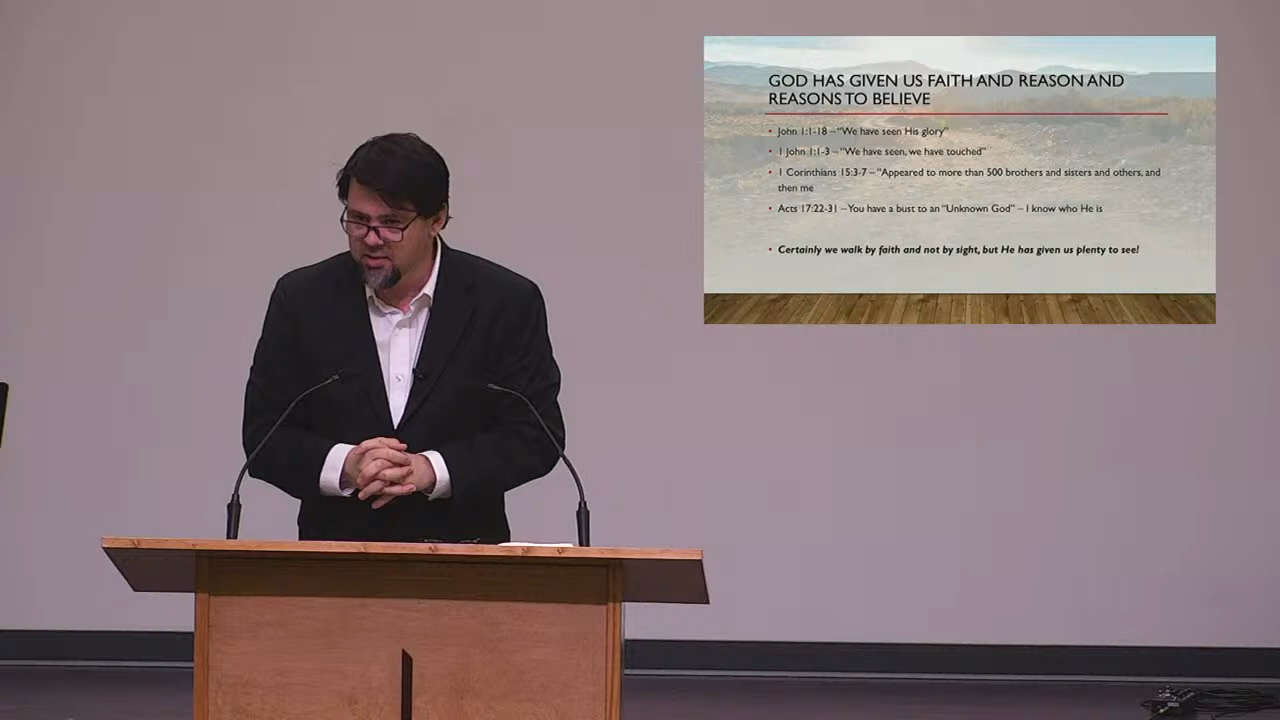 GOD HAS GIVEN US FAITH AND REASON AND
REASONS TO BELIEVE
• John 1:1-18 – "We have seen His glory"
• 1 John 1:1-3 – "We have seen, we have touched"
• 1 Corinthians 15:3-7 – "Appeared to more than 500 brothers and sisters and others, and
then me
• Acts 17:22-31 – You have a bust to an "Unknown God" – I know who He is
• Certainly we walk by faith and not by sight, but He has given us plenty to see!